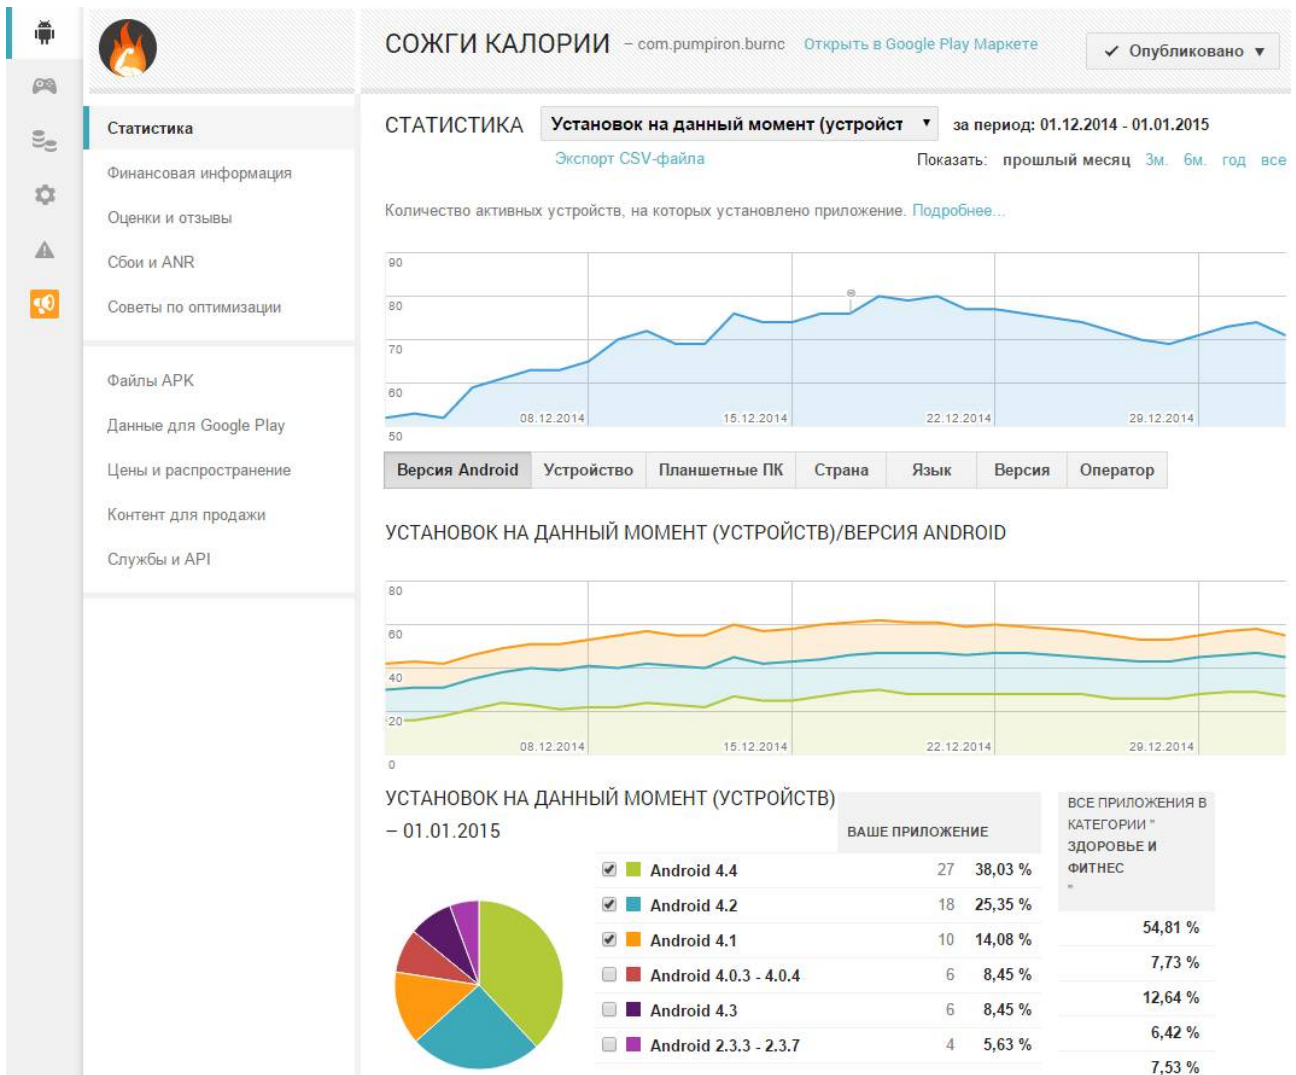 СОЖГИ КАЛОРИИ – com.pumpiron.burnc Открыть в Google Play Маркете
✓ Опубликовано ▼
Статистика
Финансовая информация
Оценки и отзывы
Сбои и ANR
Советы по оптимизации
Файлы APK
Данные для Google Play
Цены и распространение
Контент для продажи
Службы и API
СТАТИСТИКА Установок на данный момент (устройст ▼ за период: 01.12.2014 - 01.01.2015
Экспорт CSV-файла Показать: прошлый месяц 3м. 6м. год все
Количество активных устройств, на которых установлено приложение. Подробнее...
90
80
70
60
08.12.2014 15.12.2014 22.12.2014 29.12.2014
50
Версия Android Устройство Планшетные ПК Страна Язык Версия Оператор
УСТАНОВОК НА ДАННЫЙ МОМЕНТ (УСТРОЙСТВ)/ВЕРСИЯ ANDROID
80
60
40
20
08.12.2014 15.12.2014 22.12.2014 29.12.2014
0
УСТАНОВОК НА ДАННЫЙ МОМЕНТ (УСТРОЙСТВ)
– 01.01.2015
ВАШЕ ПРИЛОЖЕНИЕ
ВСЕ ПРИЛОЖЕНИЯ В
КАТЕГОРИИ "
ЗДОРОВЬЕ И
ФИТНЕС
"
Android 4.4 27 38,03 %
Android 4.2 18 25,35 %
Android 4.1 10 14,08 %
Android 4.0.3 - 4.0.4 6 8,45 %
Android 4.3 6 8,45 %
Android 2.3.3 - 2.3.7 4 5,63 %
54,81 %
7,73 %
12,64 %
6,42 %
7,53 %